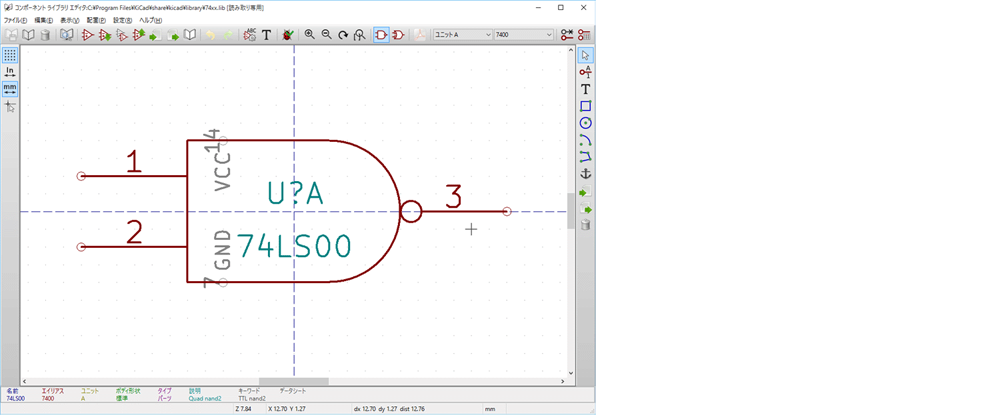 コンポーネント ライブラリ エディタ:C:¥Program Files¥KiCad¥share¥kicad¥library¥74xx.lib [読み取り専用]
ファイル(F) 編集(E) 表示(V) 配置(P) 設定(R) ヘルプ(H)
ABC T ユニット A 7400
In
mm
A
T
14
VCC
1
U?A
3
2
GND
74LS00
7
名前 エイリアス ユニット ボディ形状 タイプ 説明 キーワード データシート
74LS00 7400 A 標準 パーツ Quad nand2 TTL nand2
Z 7.84 X 12.70 Y 1.27 dx 12.70 dy 1.27 dist 12.76 mm